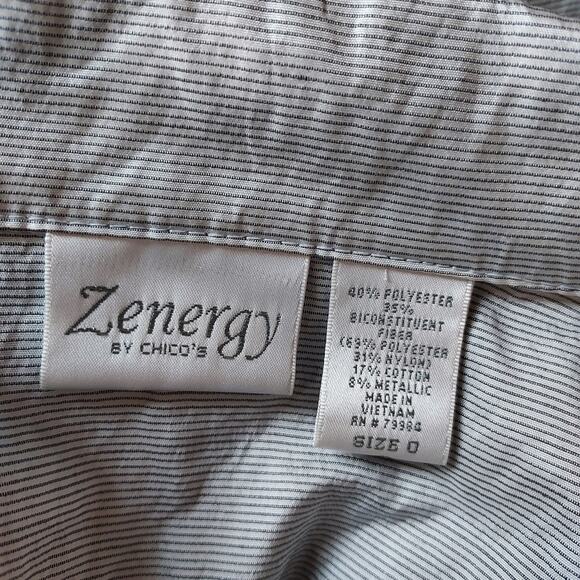 Zenergy
BY CHICO'S
40% POLYESTER
35%
BICONSTITUENT
FIBER
(69% POLYESTER
31% NYLON)
17% COTTON
8% METALLIC
MADE IN
VIETNAM
RN # 79984
SIZE 0